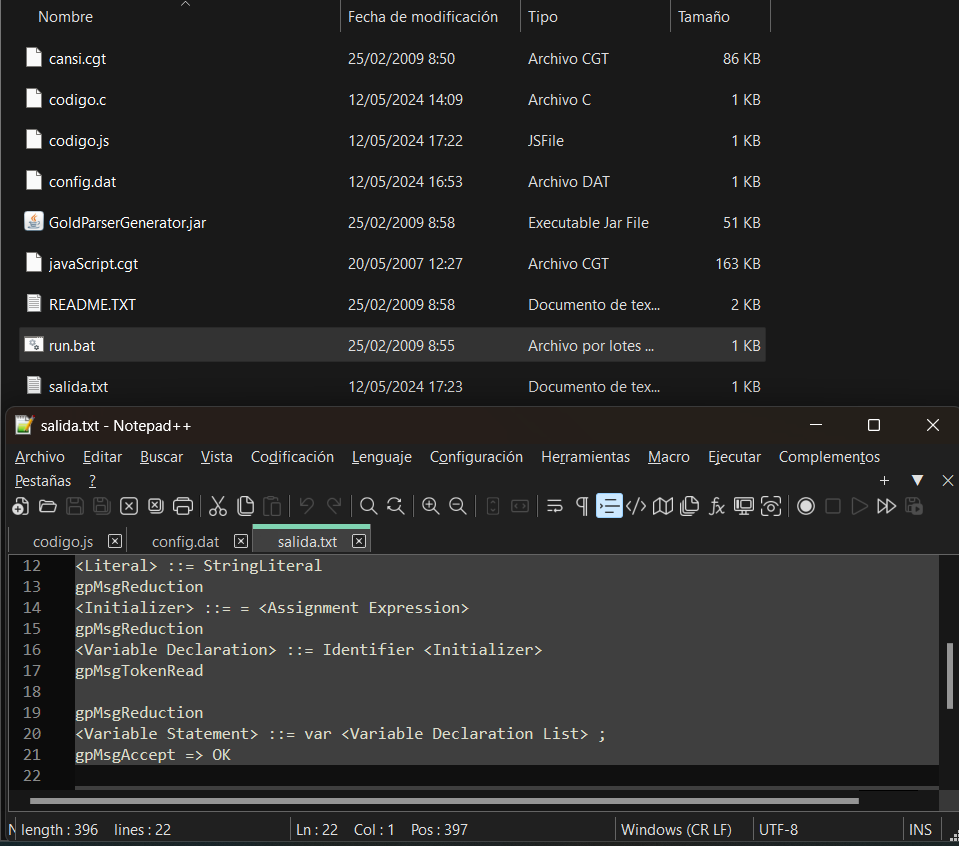 Nombre Fecha de modificación Tipo Tamaño
cansi.cgt 25/02/2009 8:50 Archivo CGT 86 KB
codigo.c 12/05/2024 14:09 Archivo C 1 KB
codigo.js 12/05/2024 17:22 JSFile 1 KB
config.dat 12/05/2024 16:53 Archivo DAT 1 KB
GoldParserGenerator.jar 25/02/2009 8:58 Executable Jar File 51 KB
javaScript.cgt 20/05/2007 12:27 Archivo CGT 163 KB
README.TXT 25/02/2009 8:58 Documento de tex... 2 KB
run.bat 25/02/2009 8:55 Archivo por lotes ... 1 KB
salida.txt 12/05/2024 17:23 Documento de tex... 1 KB
salida.txt - Notepad++
Archivo Editar Buscar Vista Codificación Lenguaje Configuración Herramientas Macro Ejecutar Complementos
Pestañas ?
codigo.js config.dat salida.txt
12 <Literal> ::= StringLiteral
13 gpMsgReduction
14 <Initializer> ::= = <Assignment Expression>
15 gpMsgReduction
16 <Variable Declaration> ::= Identifier <Initializer>
17 gpMsgTokenRead
18
19 gpMsgReduction
20 <Variable Statement> ::= var <Variable Declaration List> ;
21 gpMsgAccept => OK
22
N length : 396 lines : 22 Ln : 22 Col : 1 Pos : 397 Windows (CR LF) UTF-8 INS